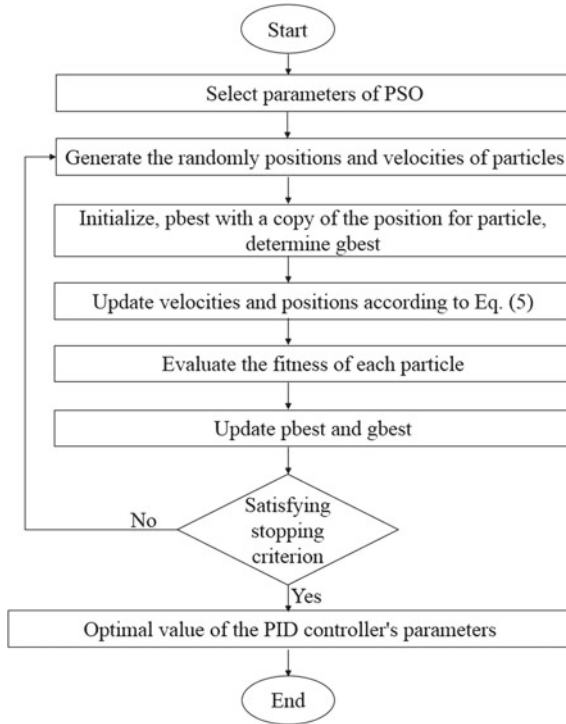 Start
Select parameters of PSO
Generate the randomly positions and velocities of particles
Initialize, pbest with a copy of the position for particle,
determine gbest
Update velocities and positions according to Eq. (5)
Evaluate the fitness of each particle
Update pbest and gbest
Satisfying
stopping
criterion
No
Yes
Optimal value of the PID controller's parameters
End